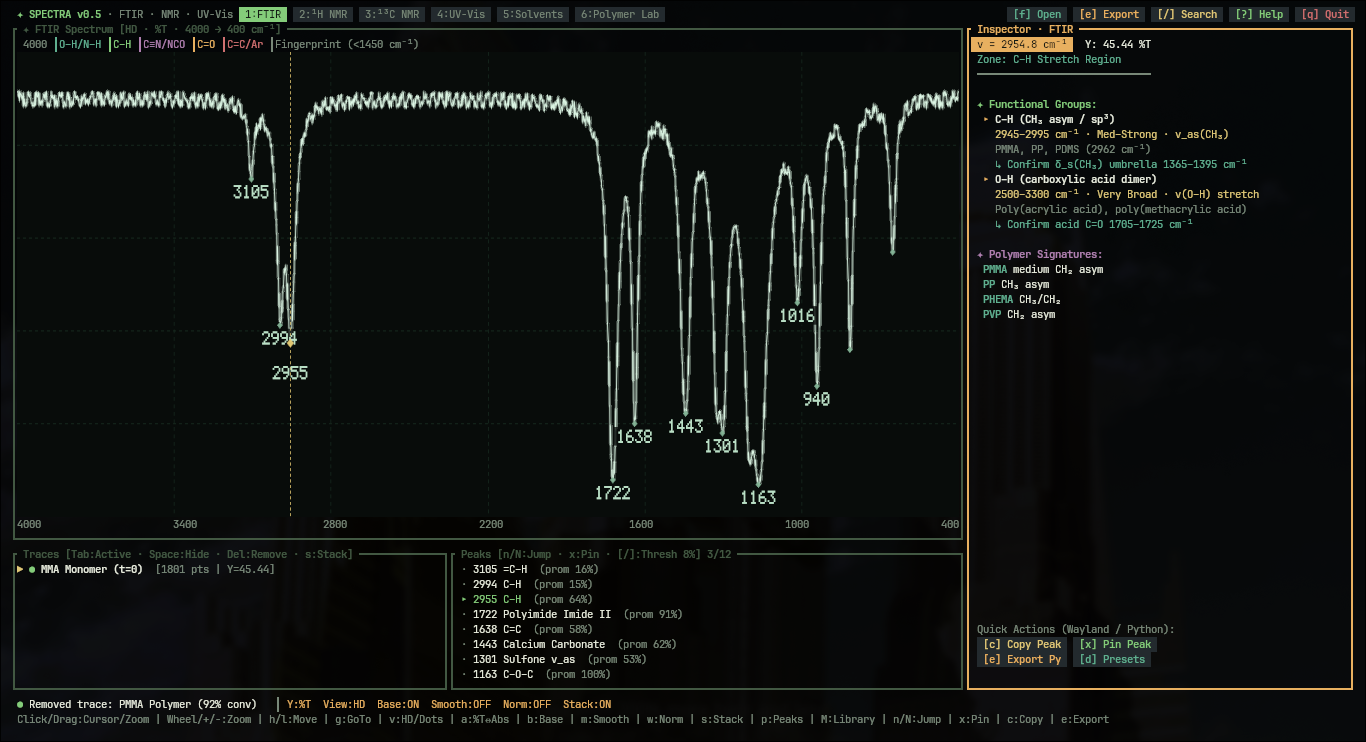 ✦ SPECTRA v0.5 · FTIR · NMR · UV-Vis 1:FTIR 2:¹H NMR 3:¹³C NMR 4:UV-Vis 5:Solvents 6:Polymer Lab [f] Open [e] Export [/] Search [?] Help [q] Quit
✦ FTIR Spectrum [HD · %T · 4000 → 400 cm⁻¹]
4000 O-H/N-H C-H C≡N/NCO C=O C=C/Ar Fingerprint (<1450 cm⁻¹)
3105
2994
2955
1722
1638
1443
1301
1163
1016
940
4000 3400 2800 2200 1600 1000 400
Inspector · FTIR
ν = 2954.8 cm⁻¹ Y: 45.44 %T
Zone: C-H Stretch Region
✦ Functional Groups:
▸ C-H (CH₃ asym / sp³)
2945-2995 cm⁻¹ · Med-Strong · ν_as(CH₃)
PMMA, PP, PDMS (2962 cm⁻¹)
↳ Confirm δ_s(CH₃) umbrella 1365-1395 cm⁻¹
▸ O-H (carboxylic acid dimer)
2500-3300 cm⁻¹ · Very Broad · ν(O-H) stretch
Poly(acrylic acid), poly(methacrylic acid)
↳ Confirm acid C=O 1705-1725 cm⁻¹
✦ Polymer Signatures:
PMMA medium CH₂ asym
PP CH₃ asym
PHEMA CH₃/CH₂
PVP CH₂ asym
Quick Actions (Wayland / Python):
[c] Copy Peak [x] Pin Peak
[e] Export Py [d] Presets
Traces [Tab:Active · Space:Hide · Del:Remove · s:Stack]
▶ ● MMA Monomer (t=0) [1801 pts | Y=45.44]
Peaks [n/N:Jump · x:Pin · [/]:Thresh 8%] 3/12
· 3105 =C-H (prom 16%)
· 2994 C-H (prom 15%)
▸ 2955 C-H (prom 64%)
· 1722 Polyimide Imide II (prom 91%)
· 1638 C=C (prom 58%)
· 1443 Calcium Carbonate (prom 62%)
· 1301 Sulfone ν_as (prom 53%)
· 1163 C-O-C (prom 100%)
● Removed trace: PMMA Polymer (92% conv) │ Y:%T View:HD Base:ON Smooth:OFF Norm:OFF Stack:ON
Click/Drag:Cursor/Zoom | Wheel/+/-:Zoom | h/l:Move | g:GoTo | v:HD/Dots | a:%T↔Abs | b:Base | m:Smooth | w:Norm | s:Stack | p:Peaks | M:Library | n/N:Jump | x:Pin | c:Copy | e:Export